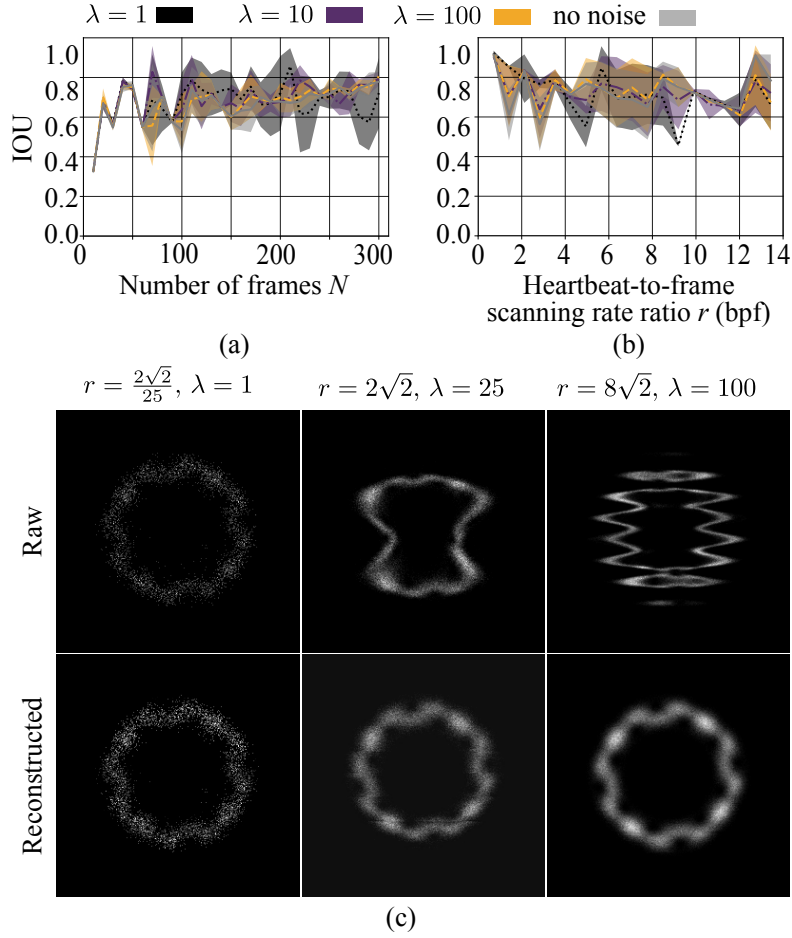 λ = 1 λ = 10 λ = 100 no noise
IOU
1.0
0.8
0.6
0.4
0.2
0.0
0 100 200 300
Number of frames N
(a)
1.0
0.8
0.6
0.4
0.2
0.0
0 2 4 6 8 10 12 14
Heartbeat-to-frame
scanning rate ratio r (bpf)
(b)
r = 2√2/25, λ = 1 r = 2√2, λ = 25 r = 8√2, λ = 100
Raw
Reconstructed
(c)